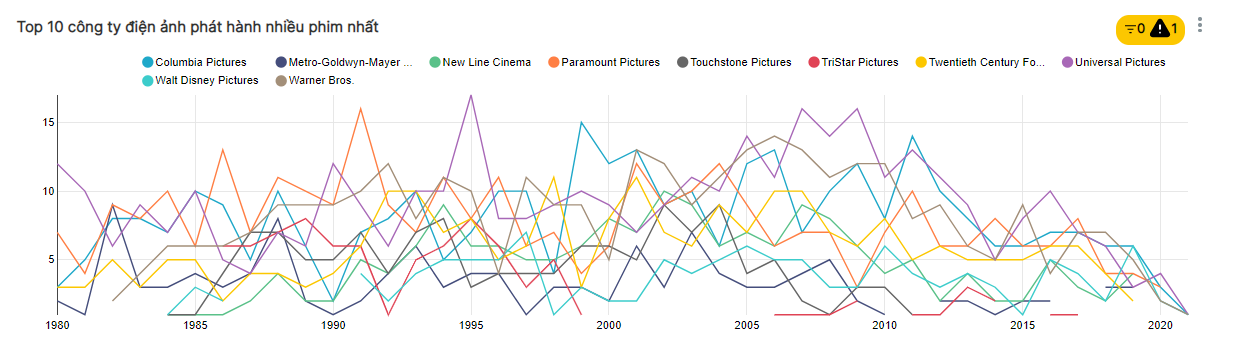 Top 10 công ty điện ảnh phát hành nhiều phim nhất
0 1
Columbia Pictures Metro-Goldwyn-Mayer ... New Line Cinema Paramount Pictures Touchstone Pictures TriStar Pictures Twentieth Century Fo... Universal Pictures
Walt Disney Pictures Warner Bros.
15
10
5
1980 1985 1990 1995 2000 2005 2010 2015 2020